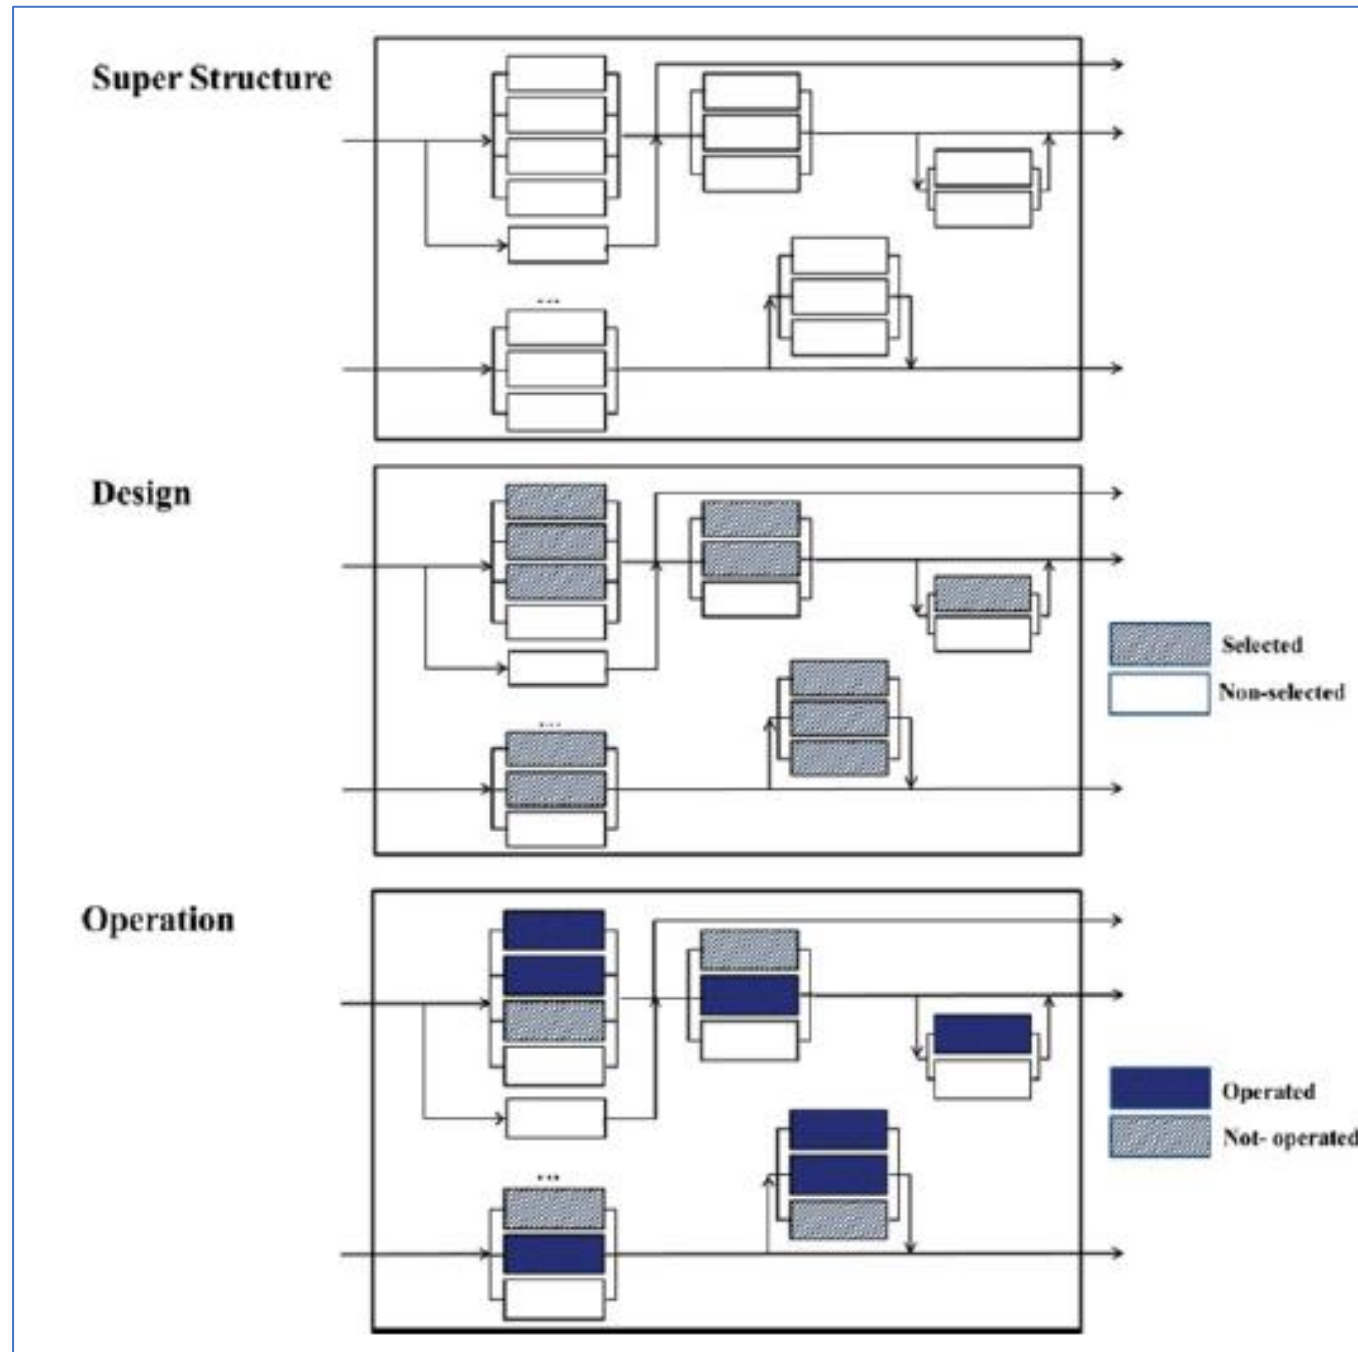 Super Structure
...
Design
Selected
Non-selected
...
Operation
Operated
Not- operated
...